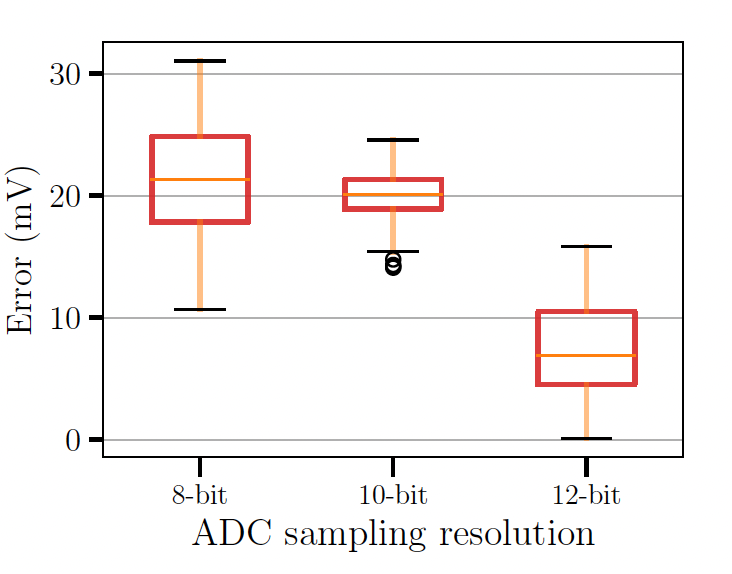 30
20
10
0
Error (mV)
8-bit 10-bit 12-bit
ADC sampling resolution